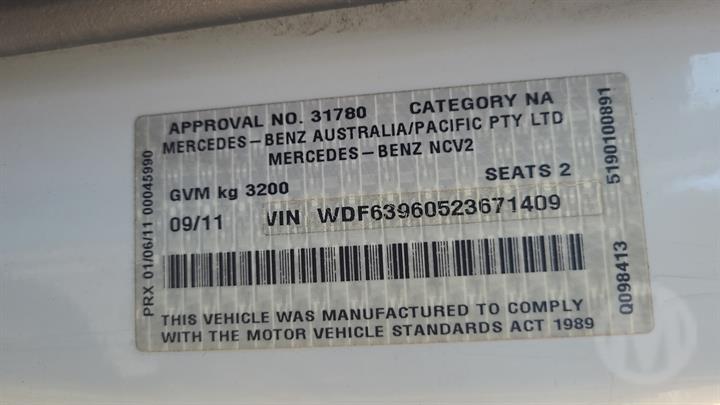 APPROVAL NO. 31780 CATEGORY NA
MERCEDES-BENZ AUSTRALIA/PACIFIC PTY LTD
MERCEDES-BENZ NCV2
SEATS 2
GVM kg 3200
09/11 VIN WDF63960523671409
THIS VEHICLE WAS MANUFACTURED TO COMPLY
WITH THE MOTOR VEHICLE STANDARDS ACT 1989
PRX 01/06/11 00045990
5190100891
Q098413
M